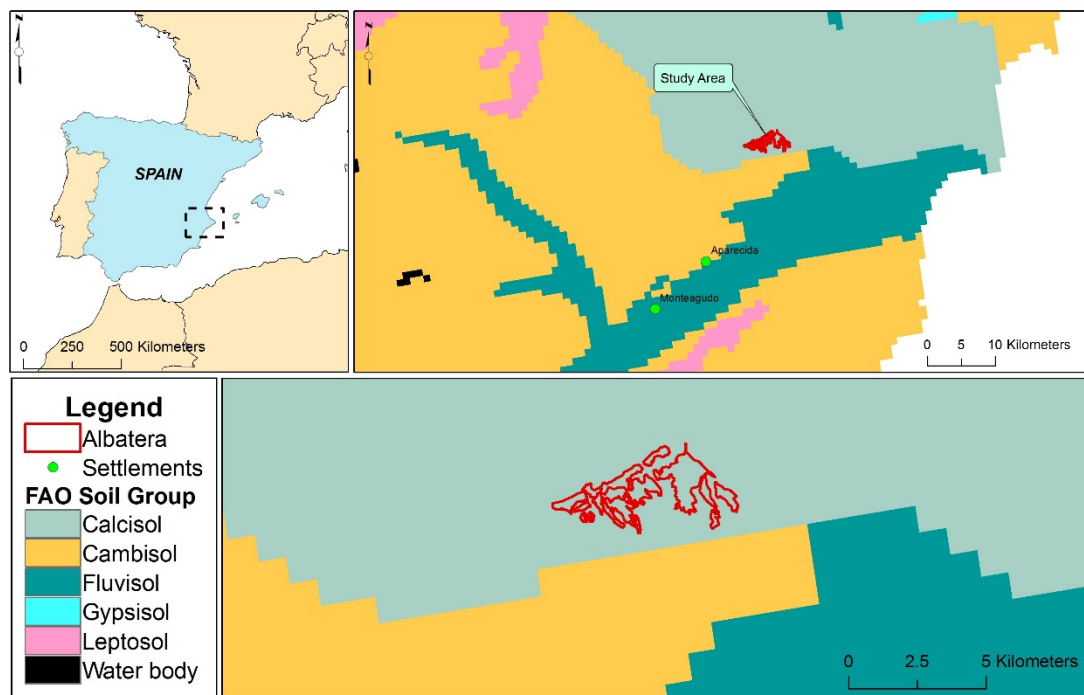 N
SPAIN
0 250 500 Kilometers
N
Study Area
Aparecida
Monteagudo
0 5 10 Kilometers
Legend
Albatera
Settlements
FAO Soil Group
Calcisol
Cambisol
Fluvisol
Gypsisol
Leptosol
Water body
0 2.5 5 Kilometers